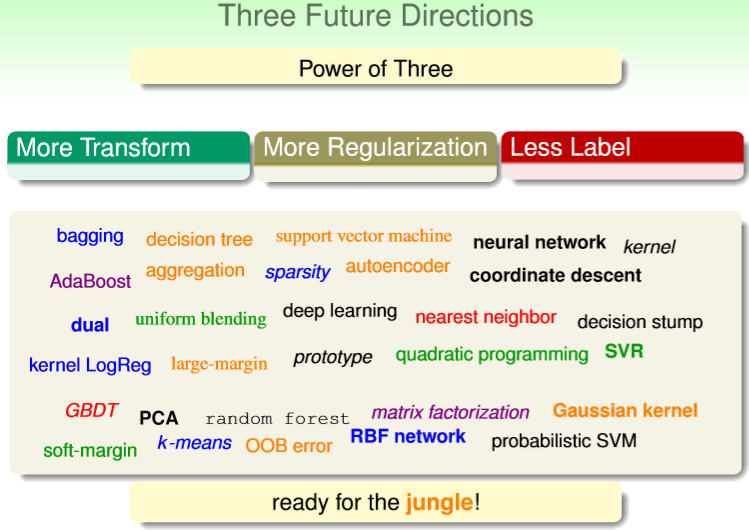 Three Future Directions
Power of Three
More Transform More Regularization Less Label
bagging decision tree support vector machine neural network kernel
AdaBoost aggregation sparsity autoencoder coordinate descent
dual uniform blending deep learning nearest neighbor decision stump
kernel LogReg large-margin prototype quadratic programming SVR
GBDT PCA random forest matrix factorization Gaussian kernel
soft-margin k-means OOB error RBF network probabilistic SVM
ready for the jungle!